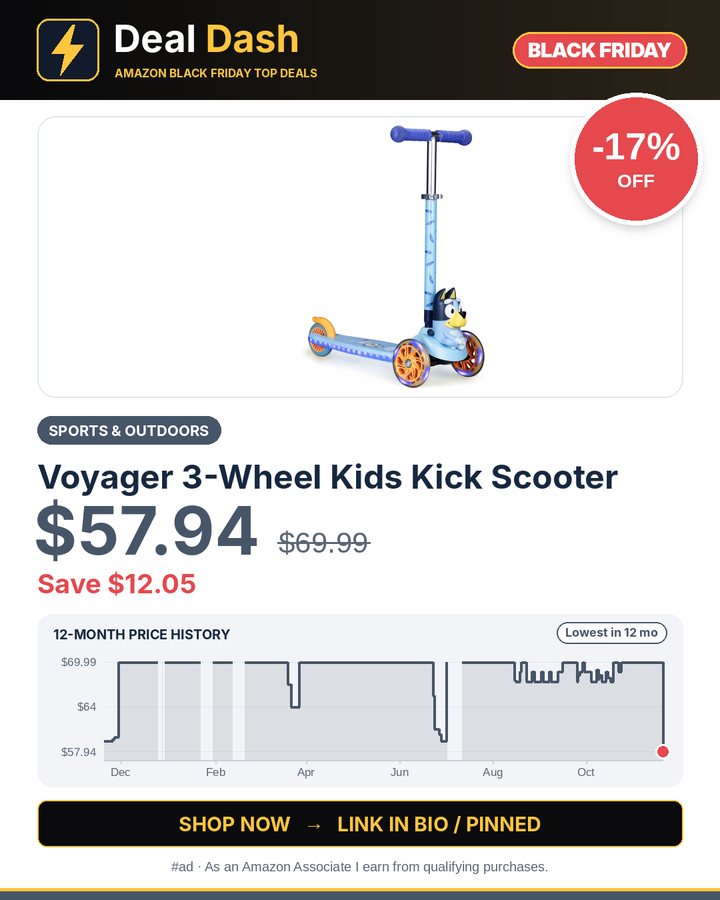 Deal Dash
AMAZON BLACK FRIDAY TOP DEALS
BLACK FRIDAY
-17%
OFF
SPORTS & OUTDOORS
Voyager 3-Wheel Kids Kick Scooter
$57.94 $69.99
Save $12.05
12-MONTH PRICE HISTORY
Lowest in 12 mo
$69.99
$64
$57.94
Dec Feb Apr Jun Aug Oct
SHOP NOW → LINK IN BIO / PINNED
#ad · As an Amazon Associate I earn from qualifying purchases.